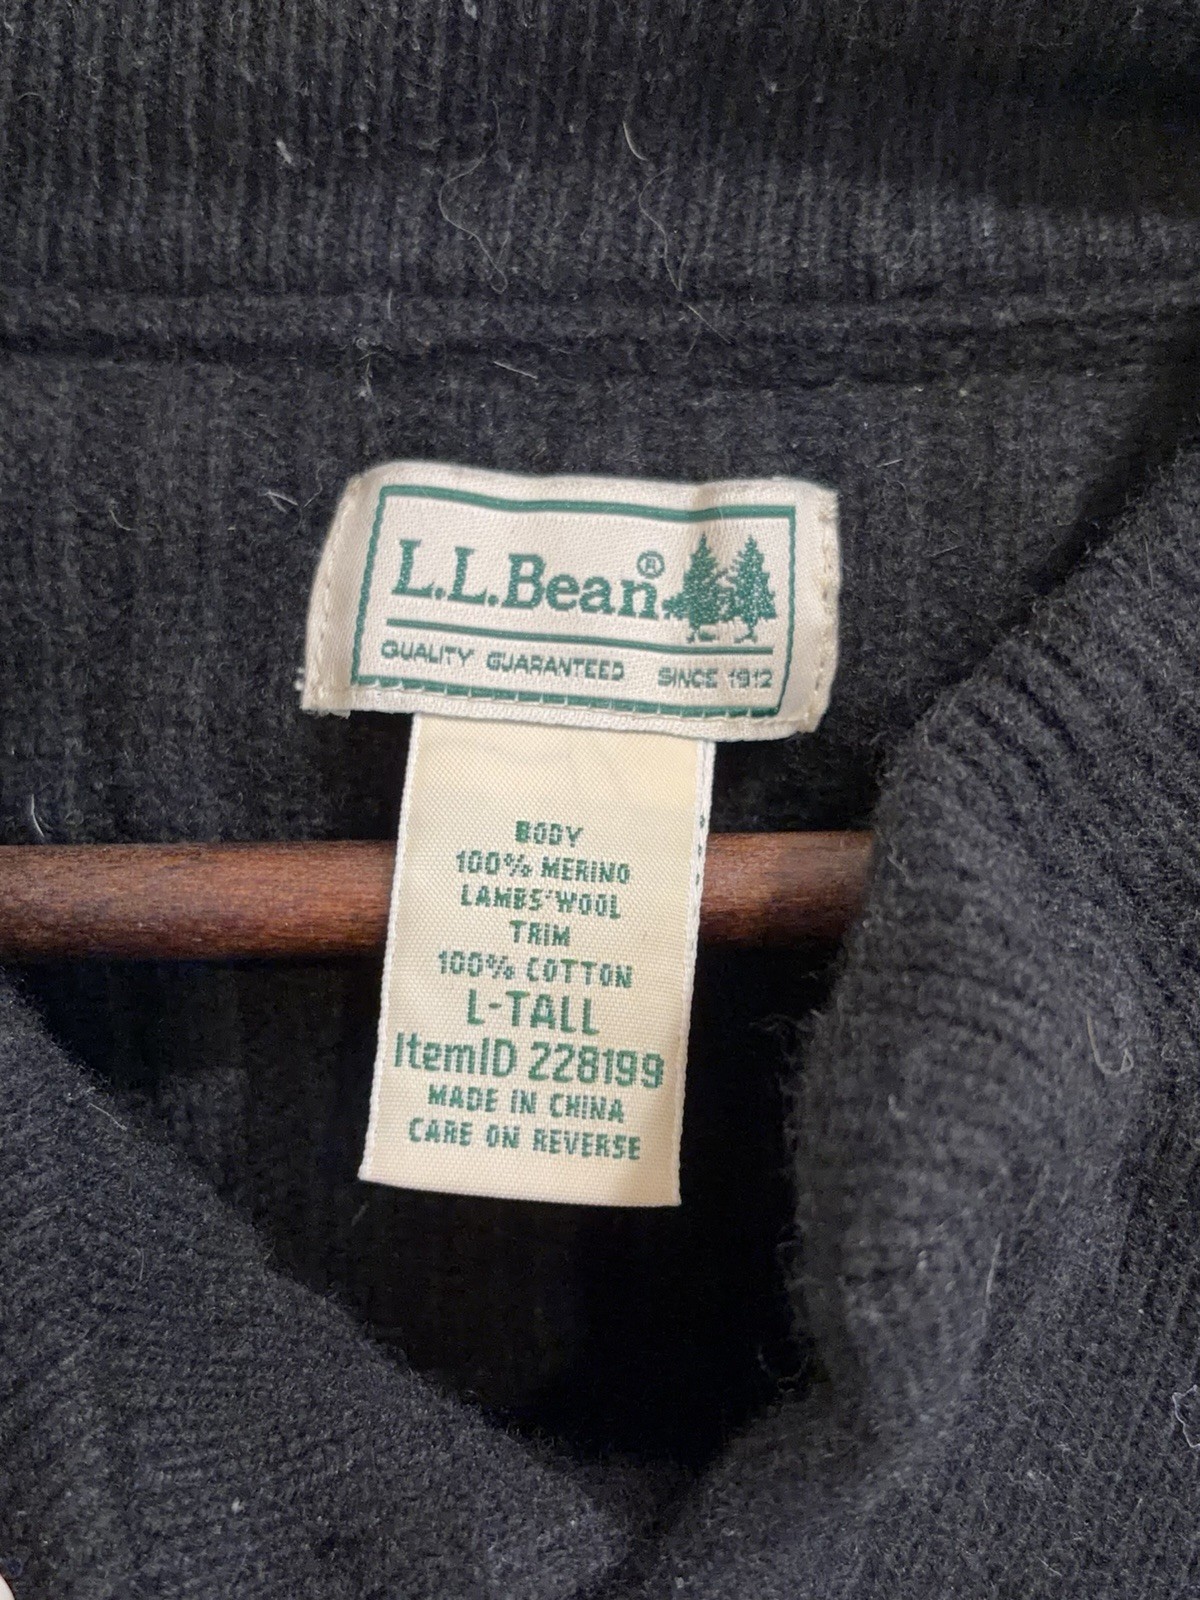 L.L.Bean®
QUALITY GUARANTEED SINCE 1912
BODY
100% MERINO
LAMBS'WOOL
TRIM
100% COTTON
L-TALL
ItemID 228199
MADE IN CHINA
CARE ON REVERSE